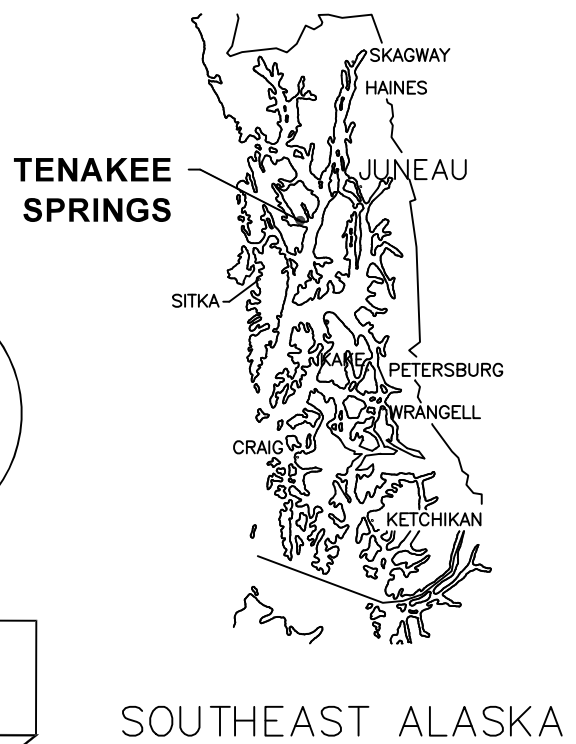 SKAGWAY
HAINES
JUNEAU
TENAKEE
SPRINGS
SITKA
KAKE
PETERSBURG
WRANGELL
CRAIG
KETCHIKAN
SOUTHEAST ALASKA